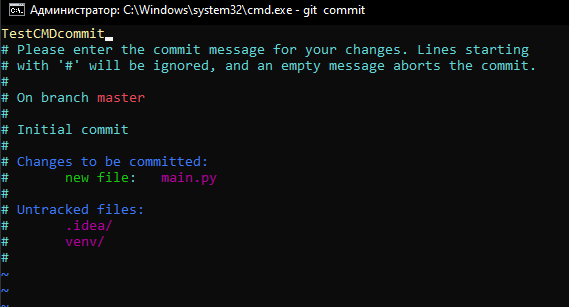 Администратор: C:\Windows\system32\cmd.exe - git commit
TestCMDcommit
# Please enter the commit message for your changes. Lines starting
# with '#' will be ignored, and an empty message aborts the commit.
#
# On branch master
#
# Initial commit
#
# Changes to be committed:
#       new file:   main.py
#
# Untracked files:
#       .idea/
#       venv/
#
~
~
~